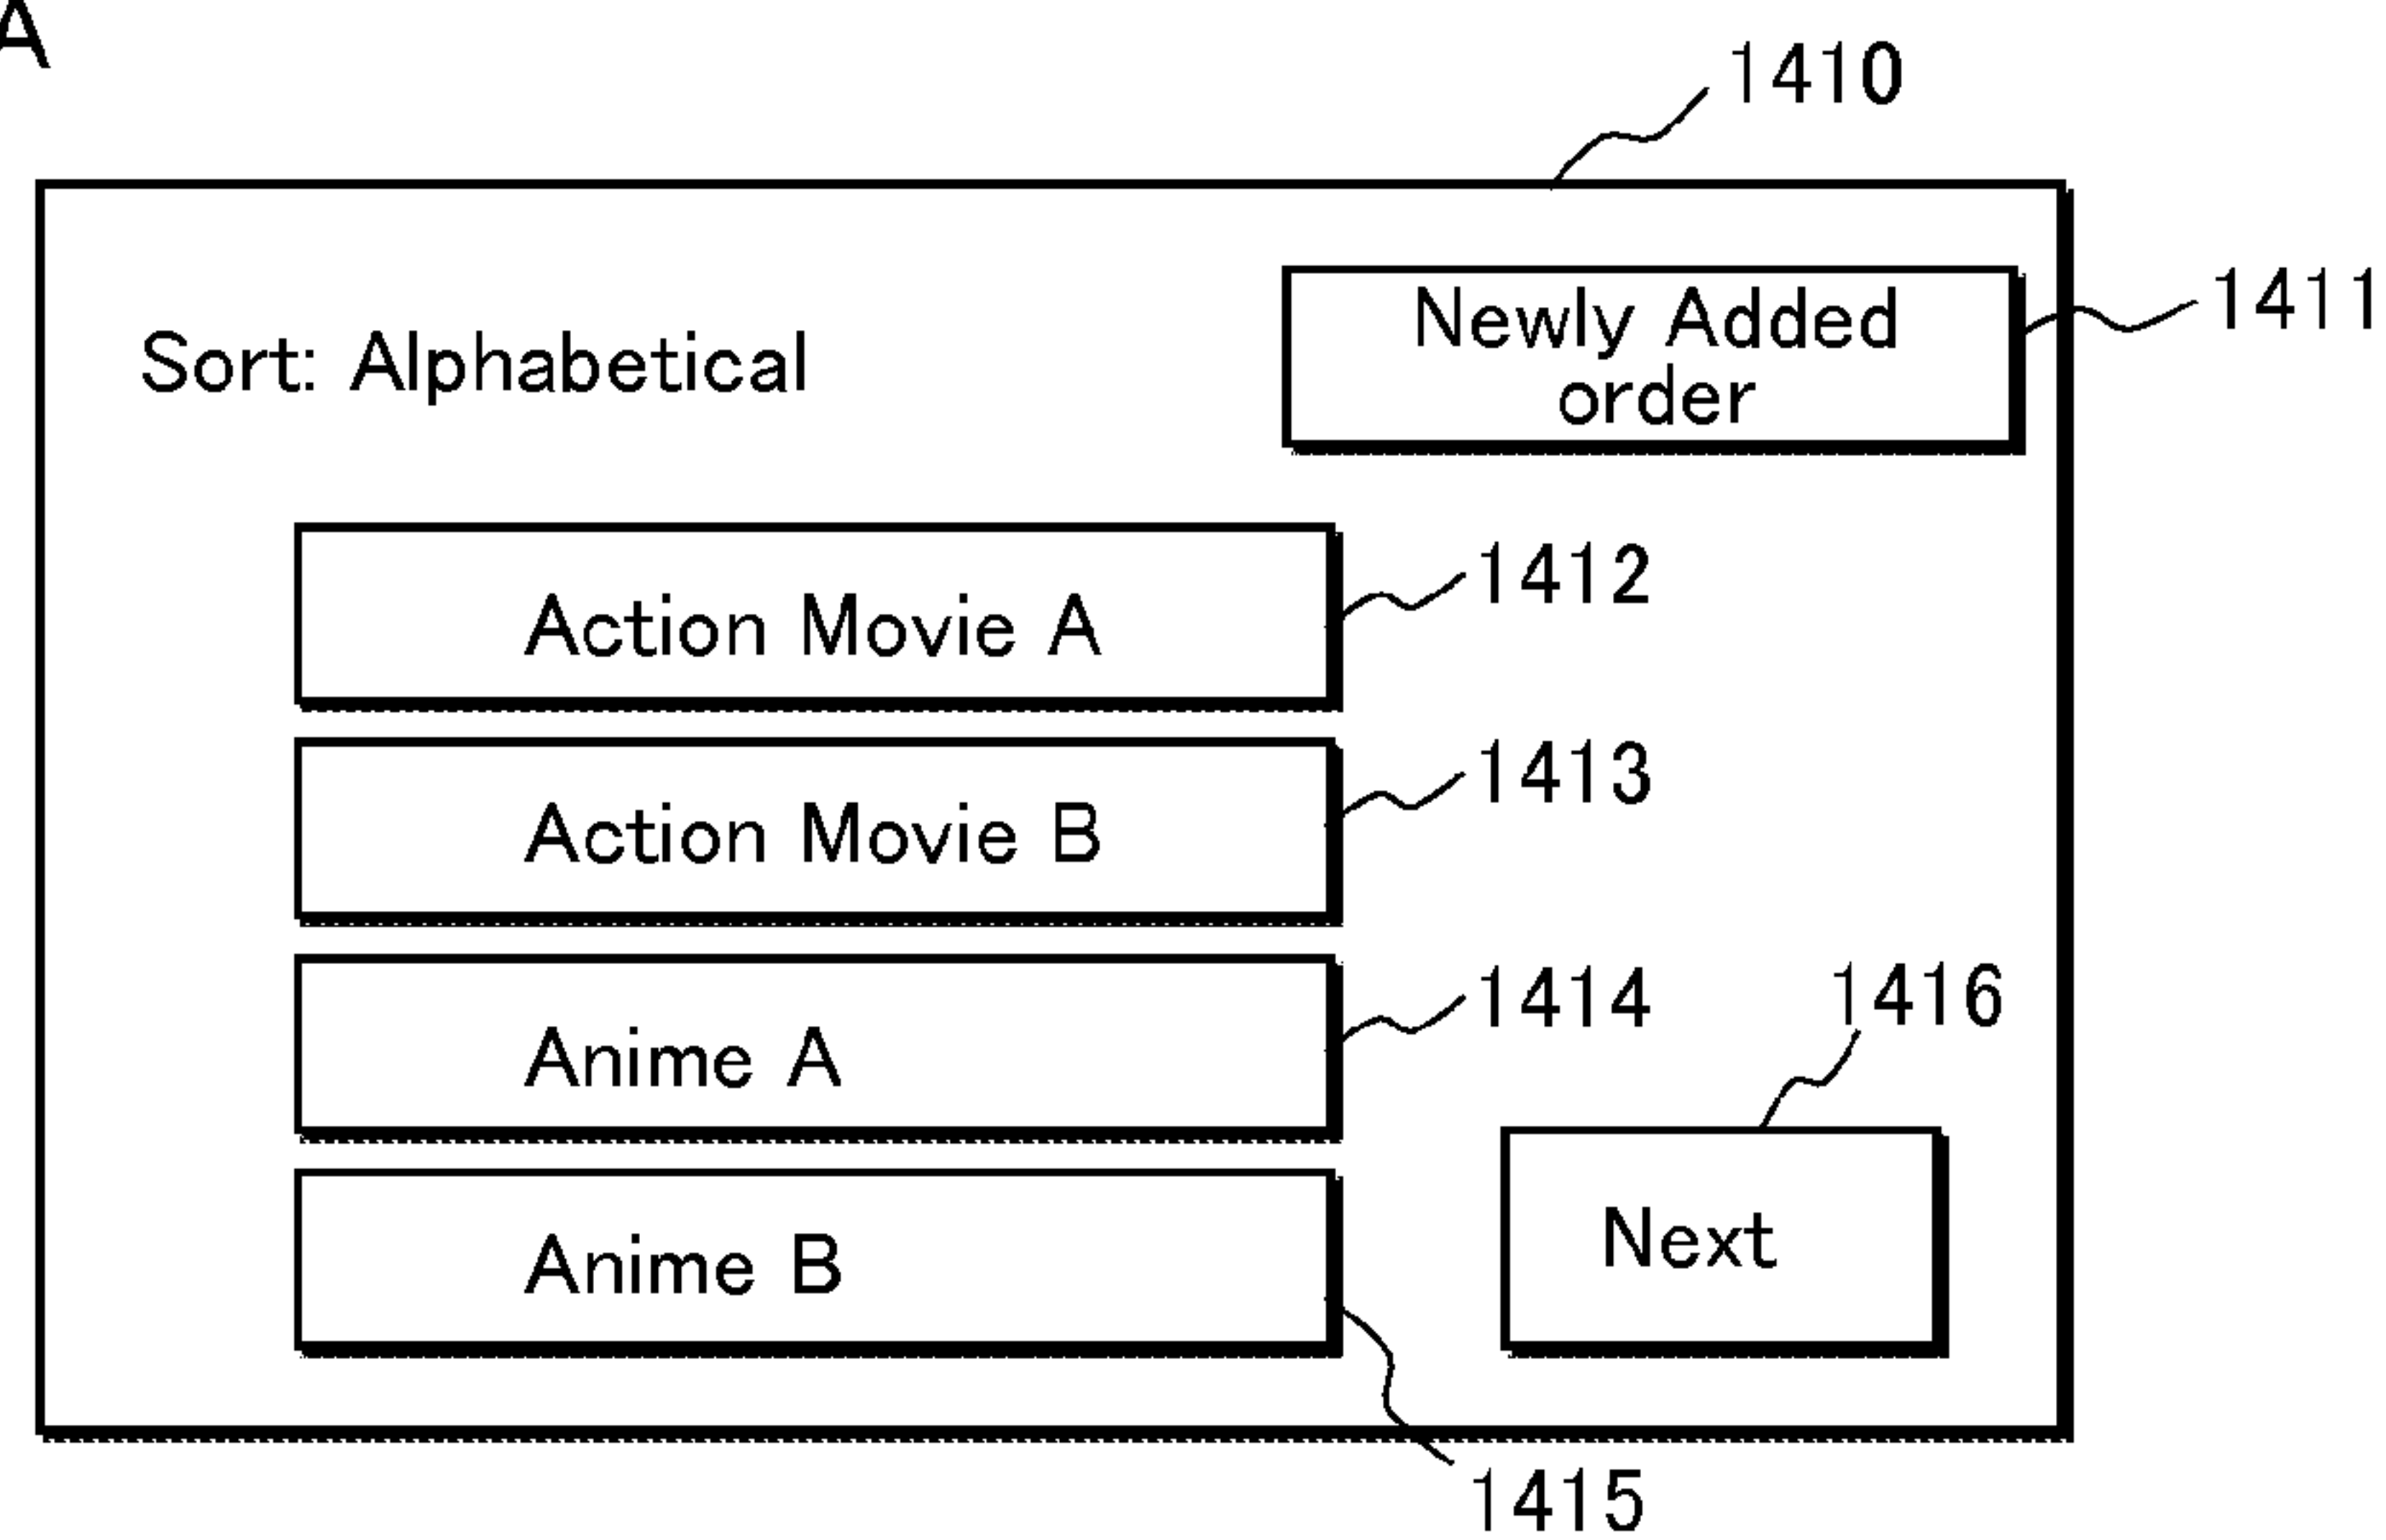 A
1410
Newly Added
order
1411
Sort: Alphabetical
Action Movie A
1412
Action Movie B
1413
Anime A
1414
1416
Anime B
Next
1415